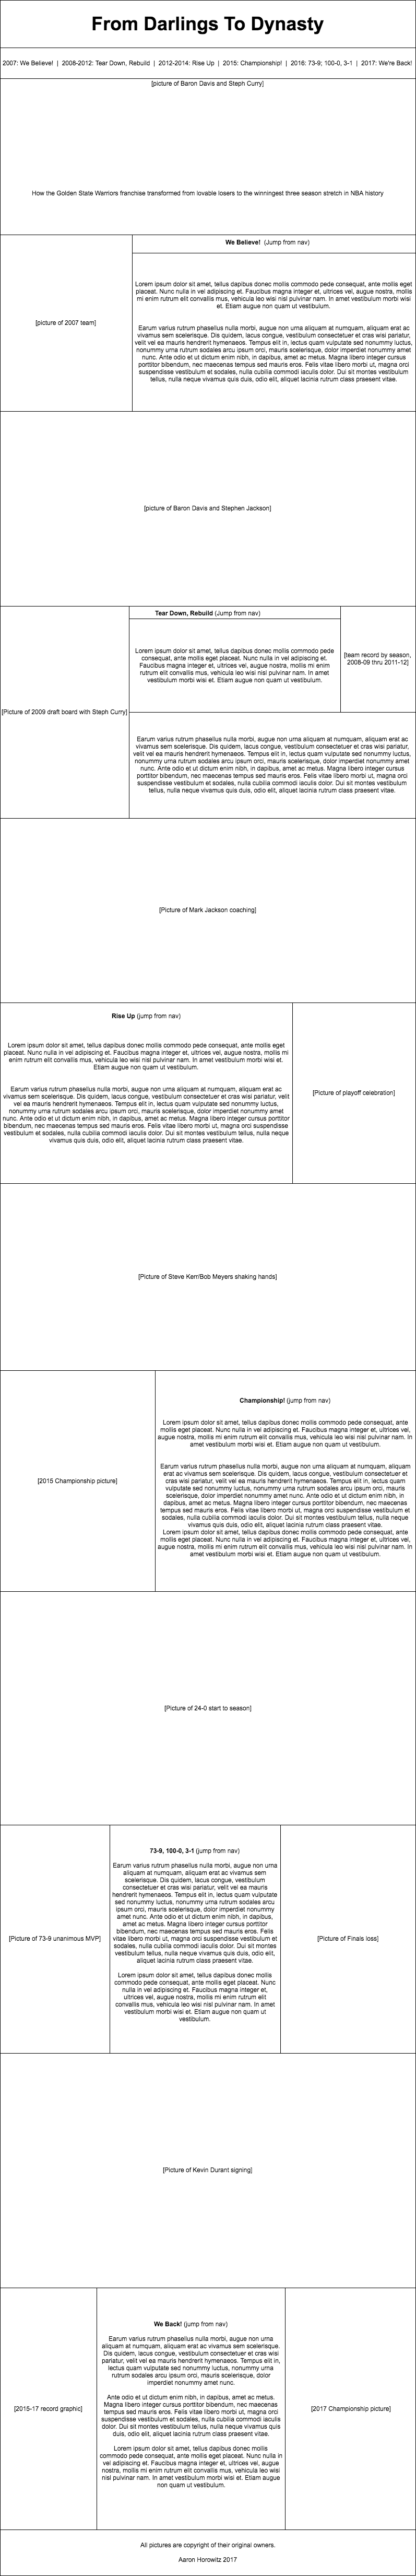 From Darlings To Dynasty
2007: We Believe! | 2008-2012: Tear Down, Rebuild | 2012-2014: Rise Up | 2015: Championship! | 2016: 73-9; 100-0, 3-1 | 2017: We're Back!
[picture of Baron Davis and Steph Curry]
How the Golden State Warriors franchise transformed from lovable losers to the winningest three season stretch in NBA history
[picture of 2007 team]
We Believe! (Jump from nav)
Lorem ipsum dolor sit amet, tellus dapibus donec mollis commodo pede consequat, ante mollis eget
placeat. Nunc nulla in vel adipiscing et. Faucibus magna integer et, ultrices vel, augue nostra, mollis
mi enim rutrum elit convallis mus, vehicula leo wisi nisl pulvinar nam. In amet vestibulum morbi wisi
et. Etiam augue non quam ut vestibulum.
Earum varius rutrum phasellus nulla morbi, augue non urna aliquam at numquam, aliquam erat ac
vivamus sem scelerisque. Dis quidem, lacus congue, vestibulum consectetuer et cras wisi pariatur,
velit vel ea mauris hendrerit hymenaeos. Tempus elit in, lectus quam vulputate sed nonummy luctus,
nonummy urna rutrum sodales arcu ipsum orci, mauris scelerisque, dolor imperdiet nonummy amet
nunc. Ante odio et ut dictum enim nibh, in dapibus, amet ac metus. Magna libero integer cursus
porttitor bibendum, nec maecenas tempus sed mauris eros. Felis vitae libero morbi ut, magna orci
suspendisse vestibulum et sodales, nulla cubilia commodi iaculis dolor. Dui sit montes vestibulum
tellus, nulla neque vivamus quis duis, odio elit, aliquet lacinia rutrum class praesent vitae.
[picture of Baron Davis and Stephen Jackson]
[Picture of 2009 draft board with Steph Curry]
Tear Down, Rebuild (Jump from nav)
Lorem ipsum dolor sit amet, tellus dapibus donec mollis commodo pede
consequat, ante mollis eget placeat. Nunc nulla in vel adipiscing et.
Faucibus magna integer et, ultrices vel, augue nostra, mollis mi enim
rutrum elit convallis mus, vehicula leo wisi nisl pulvinar nam. In amet
vestibulum morbi wisi et. Etiam augue non quam ut vestibulum.
[team record by season,
2008-09 thru 2011-12]
Earum varius rutrum phasellus nulla morbi, augue non urna aliquam at numquam, aliquam erat ac
vivamus sem scelerisque. Dis quidem, lacus congue, vestibulum consectetuer et cras wisi pariatur,
velit vel ea mauris hendrerit hymenaeos. Tempus elit in, lectus quam vulputate sed nonummy luctus,
nonummy urna rutrum sodales arcu ipsum orci, mauris scelerisque, dolor imperdiet nonummy amet
nunc. Ante odio et ut dictum enim nibh, in dapibus, amet ac metus. Magna libero integer cursus
porttitor bibendum, nec maecenas tempus sed mauris eros. Felis vitae libero morbi ut, magna orci
suspendisse vestibulum et sodales, nulla cubilia commodi iaculis dolor. Dui sit montes vestibulum
tellus, nulla neque vivamus quis duis, odio elit, aliquet lacinia rutrum class praesent vitae.
[Picture of Mark Jackson coaching]
Rise Up (jump from nav)
Lorem ipsum dolor sit amet, tellus dapibus donec mollis commodo pede consequat, ante mollis eget
placeat. Nunc nulla in vel adipiscing et. Faucibus magna integer et, ultrices vel, augue nostra, mollis mi
enim rutrum elit convallis mus, vehicula leo wisi nisl pulvinar nam. In amet vestibulum morbi wisi et.
Etiam augue non quam ut vestibulum.
Earum varius rutrum phasellus nulla morbi, augue non urna aliquam at numquam, aliquam erat ac
vivamus sem scelerisque. Dis quidem, lacus congue, vestibulum consectetuer et cras wisi pariatur, velit
vel ea mauris hendrerit hymenaeos. Tempus elit in, lectus quam vulputate sed nonummy luctus,
nonummy urna rutrum sodales arcu ipsum orci, mauris scelerisque, dolor imperdiet nonummy amet
nunc. Ante odio et ut dictum enim nibh, in dapibus, amet ac metus. Magna libero integer cursus porttitor
bibendum, nec maecenas tempus sed mauris eros. Felis vitae libero morbi ut, magna orci suspendisse
vestibulum et sodales, nulla cubilia commodi iaculis dolor. Dui sit montes vestibulum tellus, nulla neque
vivamus quis duis, odio elit, aliquet lacinia rutrum class praesent vitae.
[Picture of playoff celebration]
[Picture of Steve Kerr/Bob Meyers shaking hands]
[2015 Championship picture]
Championship! (jump from nav)
Lorem ipsum dolor sit amet, tellus dapibus donec mollis commodo pede consequat, ante
mollis eget placeat. Nunc nulla in vel adipiscing et. Faucibus magna integer et, ultrices vel,
augue nostra, mollis mi enim rutrum elit convallis mus, vehicula leo wisi nisl pulvinar nam. In
amet vestibulum morbi wisi et. Etiam augue non quam ut vestibulum.
Earum varius rutrum phasellus nulla morbi, augue non urna aliquam at numquam, aliquam
erat ac vivamus sem scelerisque. Dis quidem, lacus congue, vestibulum consectetuer et
cras wisi pariatur, velit vel ea mauris hendrerit hymenaeos. Tempus elit in, lectus quam
vulputate sed nonummy luctus, nonummy urna rutrum sodales arcu ipsum orci, mauris
scelerisque, dolor imperdiet nonummy amet nunc. Ante odio et ut dictum enim nibh, in
dapibus, amet ac metus. Magna libero integer cursus porttitor bibendum, nec maecenas
tempus sed mauris eros. Felis vitae libero morbi ut, magna orci suspendisse vestibulum et
sodales, nulla cubilia commodi iaculis dolor. Dui sit montes vestibulum tellus, nulla neque
vivamus quis duis, odio elit, aliquet lacinia rutrum class praesent vitae.
Lorem ipsum dolor sit amet, tellus dapibus donec mollis commodo pede consequat, ante
mollis eget placeat. Nunc nulla in vel adipiscing et. Faucibus magna integer et, ultrices vel,
augue nostra, mollis mi enim rutrum elit convallis mus, vehicula leo wisi nisl pulvinar nam. In
amet vestibulum morbi wisi et. Etiam augue non quam ut vestibulum.
[Picture of 24-0 start to season]
[Picture of 73-9 unanimous MVP]
73-9, 100-0, 3-1 (jump from nav)
Earum varius rutrum phasellus nulla morbi, augue non urna
aliquam at numquam, aliquam erat ac vivamus sem
scelerisque. Dis quidem, lacus congue, vestibulum
consectetuer et cras wisi pariatur, velit vel ea mauris
hendrerit hymenaeos. Tempus elit in, lectus quam vulputate
sed nonummy luctus, nonummy urna rutrum sodales arcu
ipsum orci, mauris scelerisque, dolor imperdiet nonummy
amet nunc. Ante odio et ut dictum enim nibh, in dapibus,
amet ac metus. Magna libero integer cursus porttitor
bibendum, nec maecenas tempus sed mauris eros. Felis
vitae libero morbi ut, magna orci suspendisse vestibulum et
sodales, nulla cubilia commodi iaculis dolor. Dui sit montes
vestibulum tellus, nulla neque vivamus quis duis, odio elit,
aliquet lacinia rutrum class praesent vitae.
Lorem ipsum dolor sit amet, tellus dapibus donec mollis
commodo pede consequat, ante mollis eget placeat. Nunc
nulla in vel adipiscing et. Faucibus magna integer et,
ultrices vel, augue nostra, mollis mi enim rutrum elit
convallis mus, vehicula leo wisi nisl pulvinar nam. In amet
vestibulum morbi wisi et. Etiam augue non quam ut
vestibulum.
[Picture of Finals loss]
[Picture of Kevin Durant signing]
[2015-17 record graphic]
We Back! (jump from nav)
Earum varius rutrum phasellus nulla morbi, augue non urna
aliquam at numquam, aliquam erat ac vivamus sem scelerisque.
Dis quidem, lacus congue, vestibulum consectetuer et cras wisi
pariatur, velit vel ea mauris hendrerit hymenaeos. Tempus elit in,
lectus quam vulputate sed nonummy luctus, nonummy urna
rutrum sodales arcu ipsum orci, mauris scelerisque, dolor
imperdiet nonummy amet nunc.
Ante odio et ut dictum enim nibh, in dapibus, amet ac metus.
Magna libero integer cursus porttitor bibendum, nec maecenas
tempus sed mauris eros. Felis vitae libero morbi ut, magna orci
suspendisse vestibulum et sodales, nulla cubilia commodi iaculis
dolor. Dui sit montes vestibulum tellus, nulla neque vivamus quis
duis, odio elit, aliquet lacinia rutrum class praesent vitae.
Lorem ipsum dolor sit amet, tellus dapibus donec mollis
commodo pede consequat, ante mollis eget placeat. Nunc nulla in
vel adipiscing et. Faucibus magna integer et, ultrices vel, augue
nostra, mollis mi enim rutrum elit convallis mus, vehicula leo wisi
nisl pulvinar nam. In amet vestibulum morbi wisi et. Etiam augue
non quam ut vestibulum.
[2017 Championship picture]
All pictures are copyright of their original owners.
Aaron Horowitz 2017